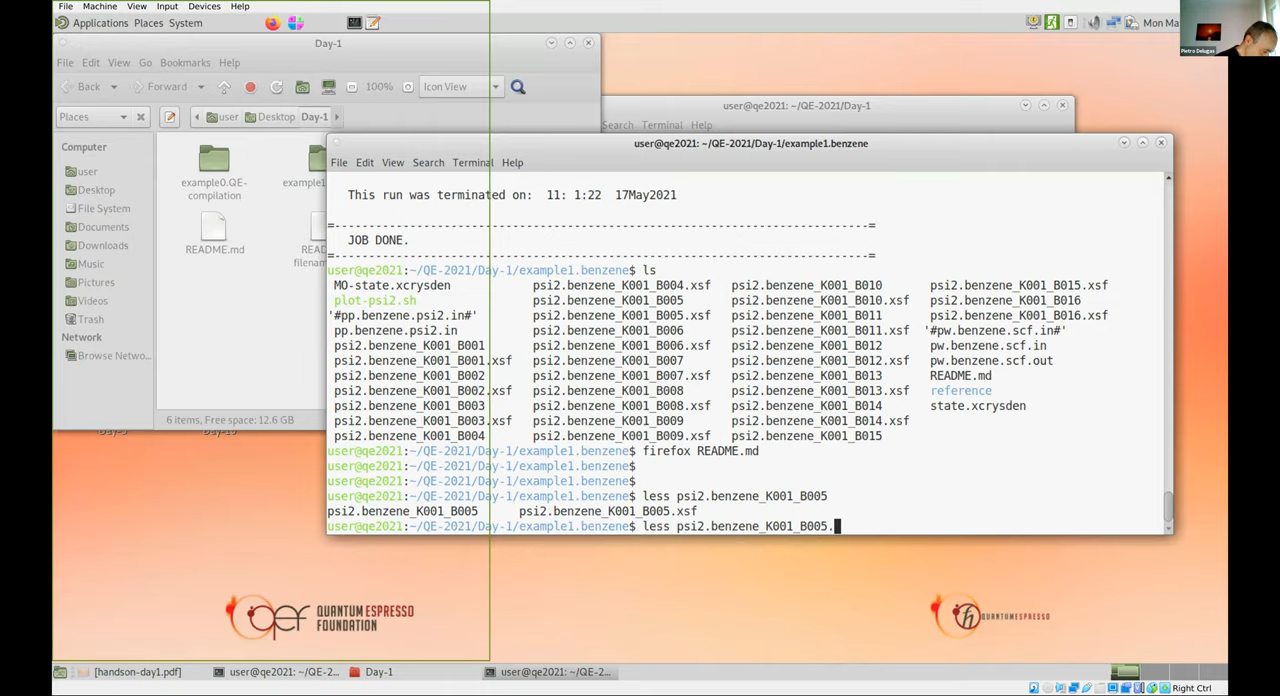 File Machine View Input Devices Help
Applications Places System
Mon Ma
Pietro Delugas
Day-1
File Edit View Go Bookmarks Help
Back Forward 100% Icon View
Places user Desktop Day-1
Computer
user
Desktop
File System
Documents
Downloads
Music
Pictures
Videos
Trash
Network
Browse Netwo...
example0.QE-
compilation
example1
README.md
REA
filenam
6 items, Free space: 12.6 GB
user@qe2021: ~/QE-2021/Day-1
Search Terminal Help
user@qe2021: ~/QE-2021/Day-1/example1.benzene
File Edit View Search Terminal Help
This run was terminated on: 11: 1:22 17May2021
=------------------------------------------------------------------------------=
JOB DONE.
=------------------------------------------------------------------------------=
user@qe2021:~/QE-2021/Day-1/example1.benzene$ ls
MO-state.xcrysden psi2.benzene_K001_B004.xsf psi2.benzene_K001_B010 psi2.benzene_K001_B015.xsf
plot-psi2.sh psi2.benzene_K001_B005 psi2.benzene_K001_B010.xsf psi2.benzene_K001_B016
'#pp.benzene.psi2.in#' psi2.benzene_K001_B005.xsf psi2.benzene_K001_B011 psi2.benzene_K001_B016.xsf
pp.benzene.psi2.in psi2.benzene_K001_B006 psi2.benzene_K001_B011.xsf '#pw.benzene.scf.in#'
psi2.benzene_K001_B001 psi2.benzene_K001_B006.xsf psi2.benzene_K001_B012 pw.benzene.scf.in
psi2.benzene_K001_B001.xsf psi2.benzene_K001_B007 psi2.benzene_K001_B012.xsf pw.benzene.scf.out
psi2.benzene_K001_B002 psi2.benzene_K001_B007.xsf psi2.benzene_K001_B013 README.md
psi2.benzene_K001_B002.xsf psi2.benzene_K001_B008 psi2.benzene_K001_B013.xsf reference
psi2.benzene_K001_B003 psi2.benzene_K001_B008.xsf psi2.benzene_K001_B014 state.xcrysden
psi2.benzene_K001_B003.xsf psi2.benzene_K001_B009 psi2.benzene_K001_B014.xsf
psi2.benzene_K001_B004 psi2.benzene_K001_B009.xsf psi2.benzene_K001_B015
user@qe2021:~/QE-2021/Day-1/example1.benzene$ firefox README.md
user@qe2021:~/QE-2021/Day-1/example1.benzene$
user@qe2021:~/QE-2021/Day-1/example1.benzene$
user@qe2021:~/QE-2021/Day-1/example1.benzene$ less psi2.benzene_K001_B005
psi2.benzene_K001_B005 psi2.benzene_K001_B005.xsf
user@qe2021:~/QE-2021/Day-1/example1.benzene$ less psi2.benzene_K001_B005.
QUANTUM ESPRESSO
FOUNDATION
QUANTUMESPRESSO
[handson-day1.pdf] user@qe2021: ~/QE-2... Day-1 user@qe2021: ~/QE-2...
Right Ctrl